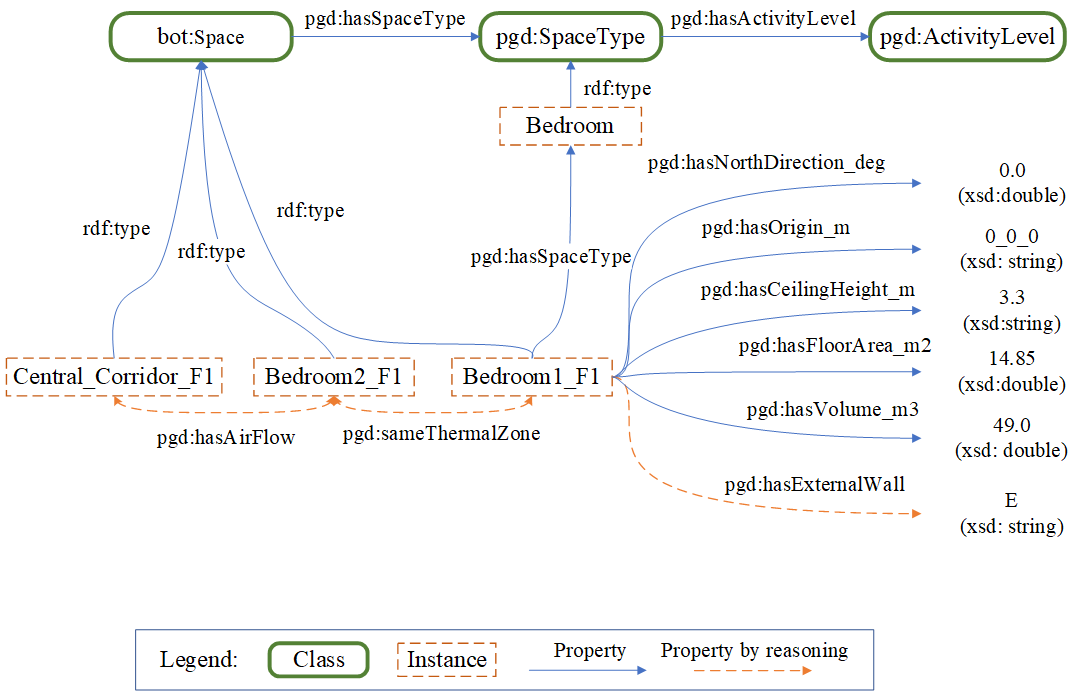 bot:Space
pgd:hasSpaceType
pgd:SpaceType
pgd:hasActivityLevel
pgd:ActivityLevel
rdf:type
Bedroom
pgd:hasNorthDirection_deg
0.0
(xsd:double)
rdf:type
rdf:type
rdf:type
pgd:hasSpaceType
pgd:hasOrigin_m
0_0_0
(xsd: string)
pgd:hasCeilingHeight_m
3.3
(xsd:string)
pgd:hasFloorArea_m2
14.85
(xsd:double)
Central_Corridor_F1
Bedroom2_F1
Bedroom1_F1
pgd:hasVolume_m3
49.0
(xsd: double)
pgd:hasAirFlow
pgd:sameThermalZone
pgd:hasExternalWall
E
(xsd: string)
Legend:
Class
Instance
Property
Property by reasoning